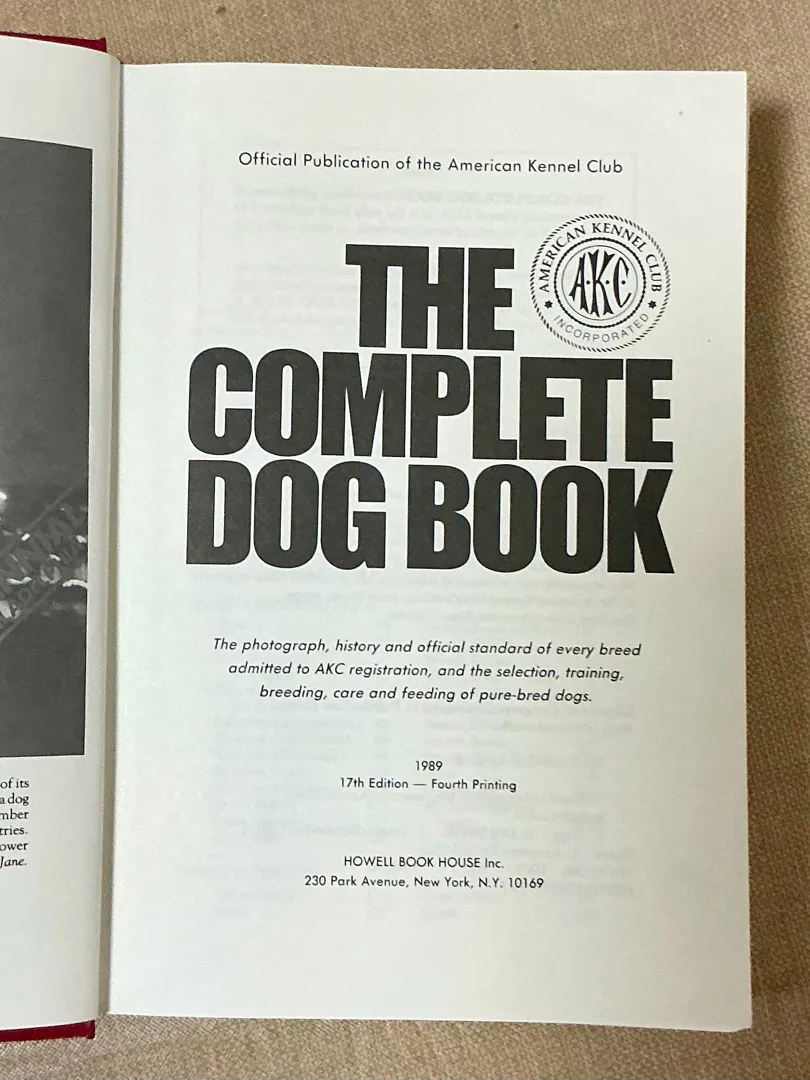 of its
a dog
mber
tries.
ower
Jane.
Official Publication of the American Kennel Club
AMERICAN KENNEL CLUB
A·K·C
INCORPORATED
THE
COMPLETE
DOG BOOK
The photograph, history and official standard of every breed
admitted to AKC registration, and the selection, training,
breeding, care and feeding of pure-bred dogs.
1989
17th Edition — Fourth Printing
HOWELL BOOK HOUSE Inc.
230 Park Avenue, New York, N.Y. 10169